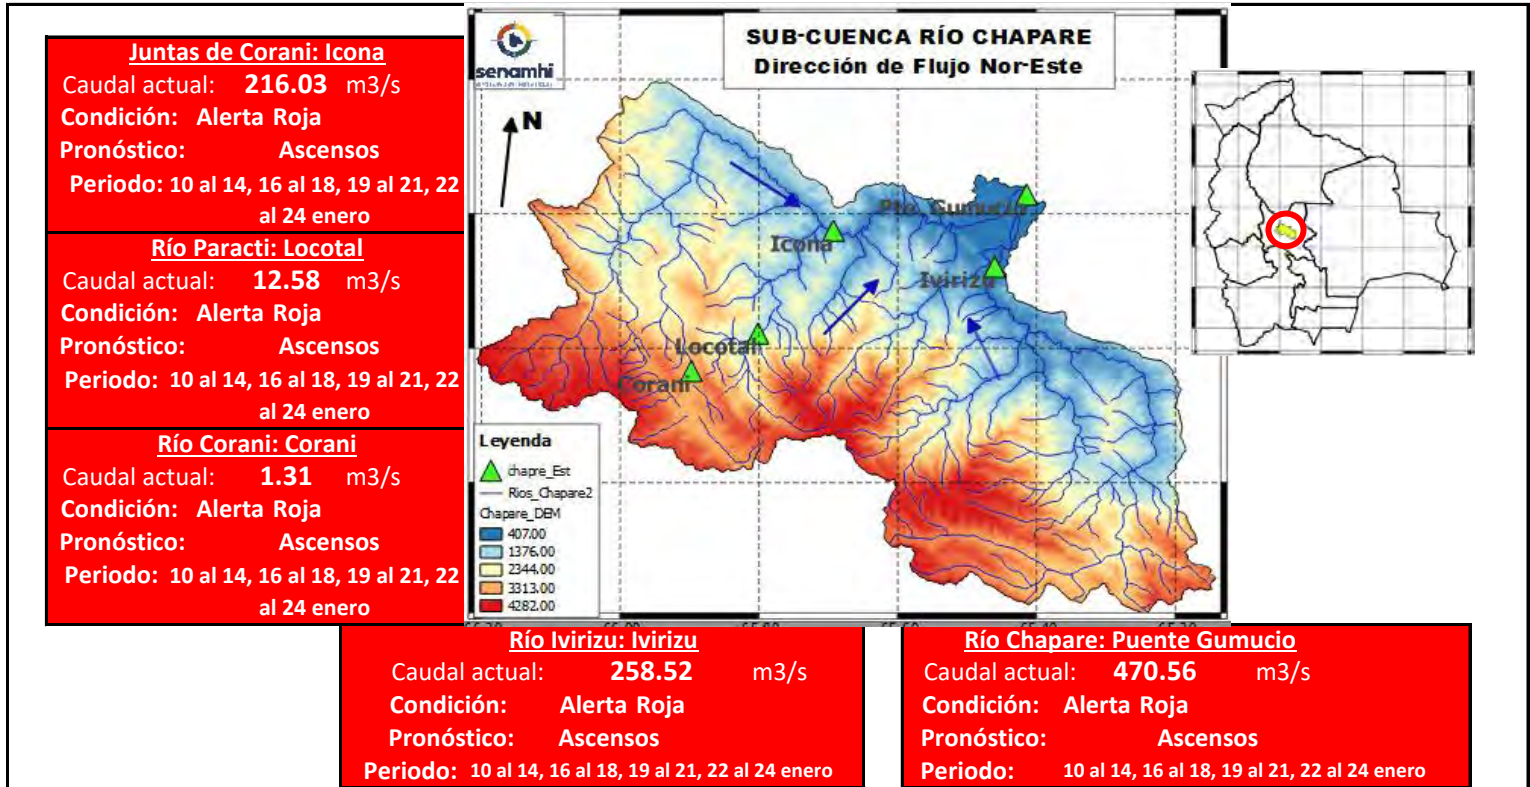 Juntas de Corani: Icona
Caudal actual: 216.03 m3/s
Condición: Alerta Roja
Pronóstico: Ascensos
Periodo: 10 al 14, 16 al 18, 19 al 21, 22
al 24 enero
Río Paracti: Locotal
Caudal actual: 12.58 m3/s
Condición: Alerta Roja
Pronóstico: Ascensos
Periodo: 10 al 14, 16 al 18, 19 al 21, 22
al 24 enero
Río Corani: Corani
Caudal actual: 1.31 m3/s
Condición: Alerta Roja
Pronóstico: Ascensos
Periodo: 10 al 14, 16 al 18, 19 al 21, 22
al 24 enero
senamhi
SUB-CUENCA RÍO CHAPARE
Dirección de Flujo Nor-Este
N
Pte. Gumucio
Icona
Ivirizu
Locotal
Corani
Leyenda
chapre_Est
Rios_Chapare2
Chapare_DEM
407.00
1376.00
2344.00
3313.00
4282.00
Río Ivirizu: Ivirizu
Caudal actual: 258.52 m3/s
Condición: Alerta Roja
Pronóstico: Ascensos
Periodo: 10 al 14, 16 al 18, 19 al 21, 22 al 24 enero
Río Chapare: Puente Gumucio
Caudal actual: 470.56 m3/s
Condición: Alerta Roja
Pronóstico: Ascensos
Periodo: 10 al 14, 16 al 18, 19 al 21, 22 al 24 enero